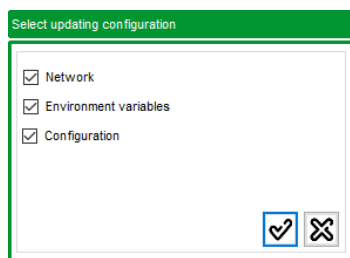 Select updating configuration
Network
Environment variables
Configuration